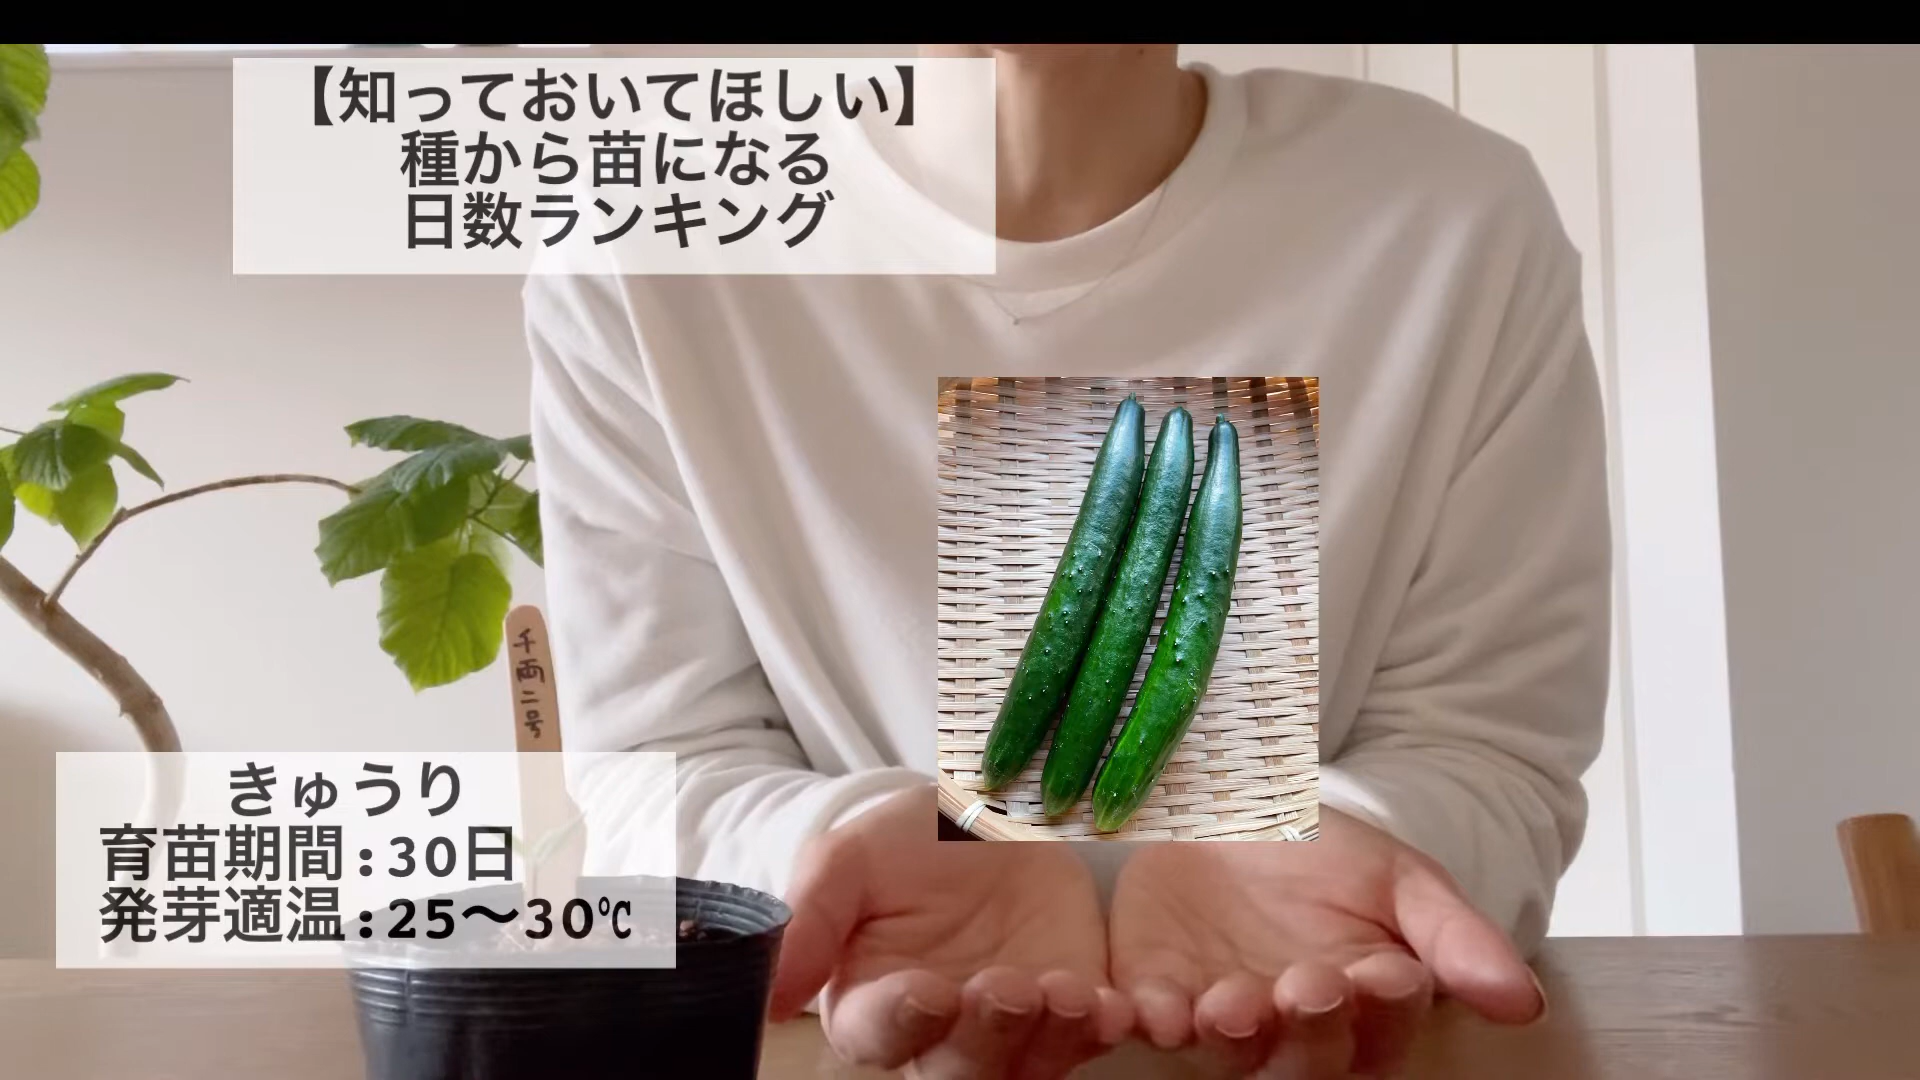 【知っておいてほしい】
種から苗になる
日数ランキング
千両二号
きゅうり
育苗期間:30日
発芽適温:25〜30℃